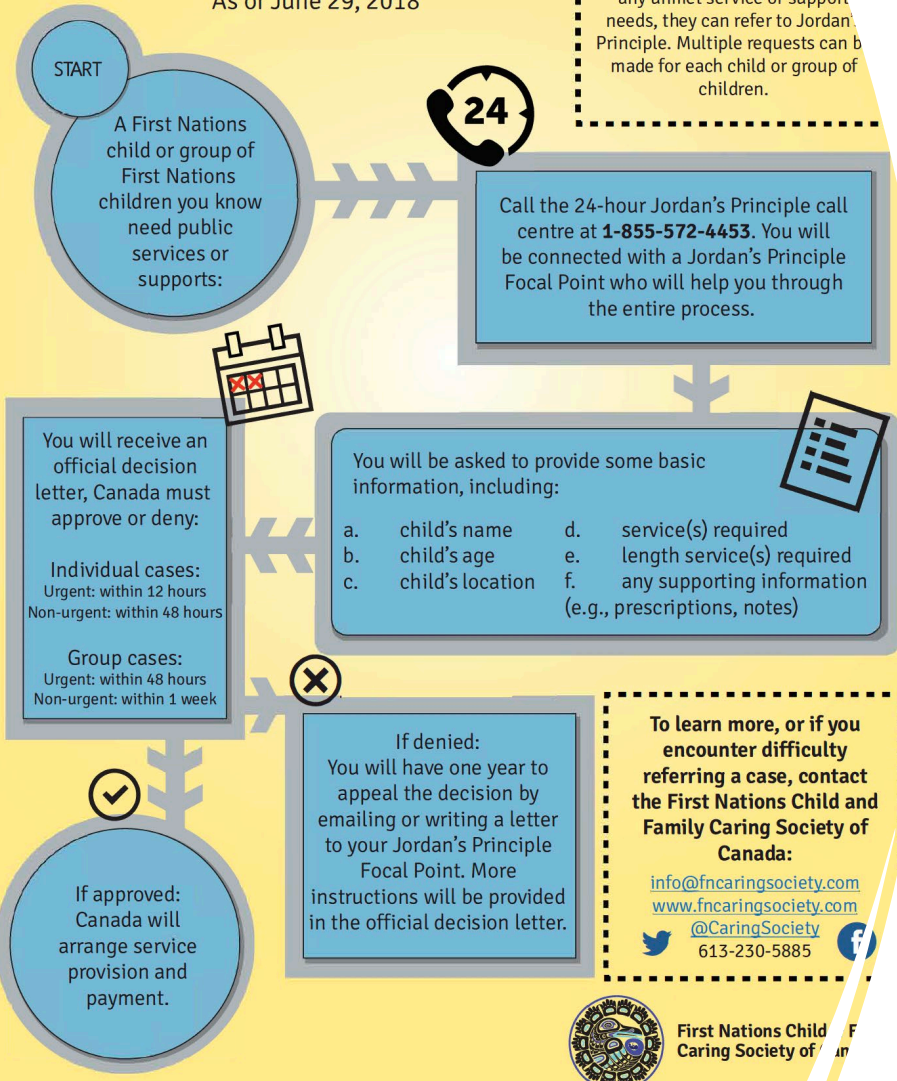 As of June 29, 2018
any unmet service or support
needs, they can refer to Jordan's
Principle. Multiple requests can b
made for each child or group of
children.
START
A First Nations
child or group of
First Nations
children you know
need public
services or
supports:
24
Call the 24-hour Jordan's Principle call
centre at 1-855-572-4453. You will
be connected with a Jordan's Principle
Focal Point who will help you through
the entire process.
You will be asked to provide some basic
information, including:
a. child's name
b. child's age
c. child's location
d. service(s) required
e. length service(s) required
f. any supporting information
(e.g., prescriptions, notes)
You will receive an
official decision
letter, Canada must
approve or deny:
Individual cases:
Urgent: within 12 hours
Non-urgent: within 48 hours
Group cases:
Urgent: within 48 hours
Non-urgent: within 1 week
If denied:
You will have one year to
appeal the decision by
emailing or writing a letter
to your Jordan's Principle
Focal Point. More
instructions will be provided
in the official decision letter.
If approved:
Canada will
arrange service
provision and
payment.
To learn more, or if you
encounter difficulty
referring a case, contact
the First Nations Child and
Family Caring Society of
Canada:
info@fncaringsociety.com
www.fncaringsociety.com
@CaringSociety
613-230-5885
First Nations Child
Caring Society of